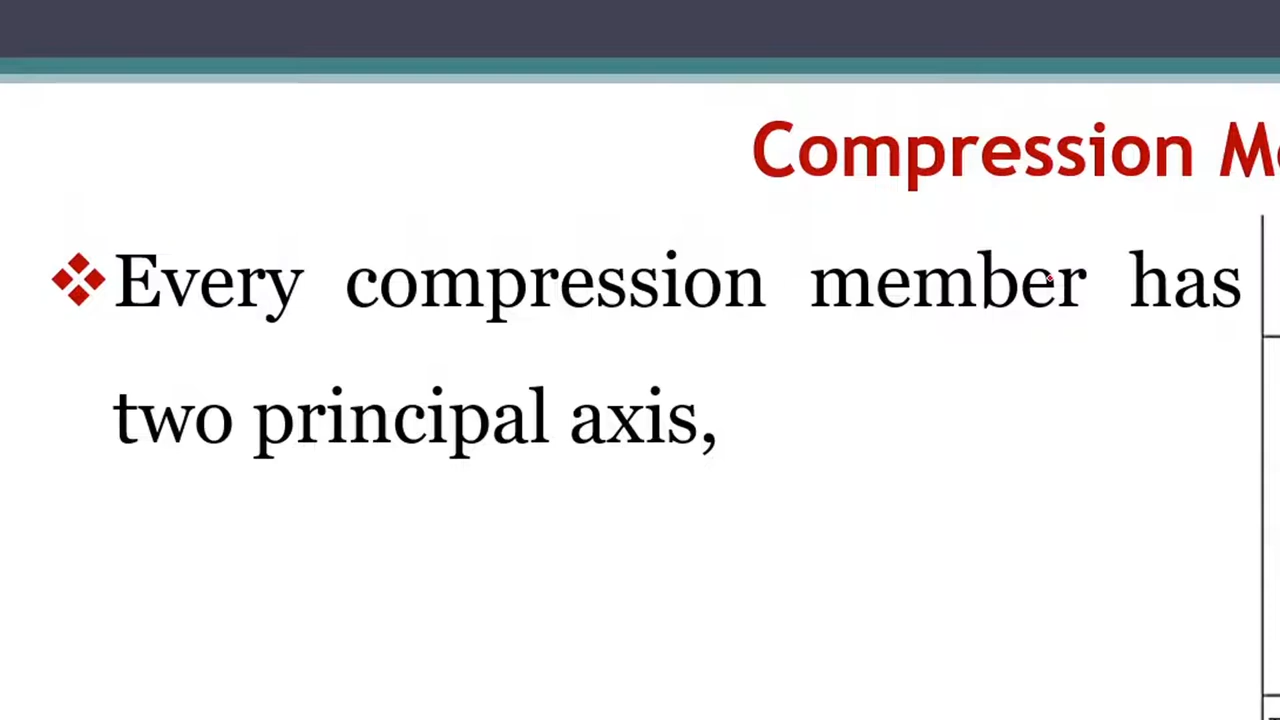 Compression
Every compression member has
two principal axis,